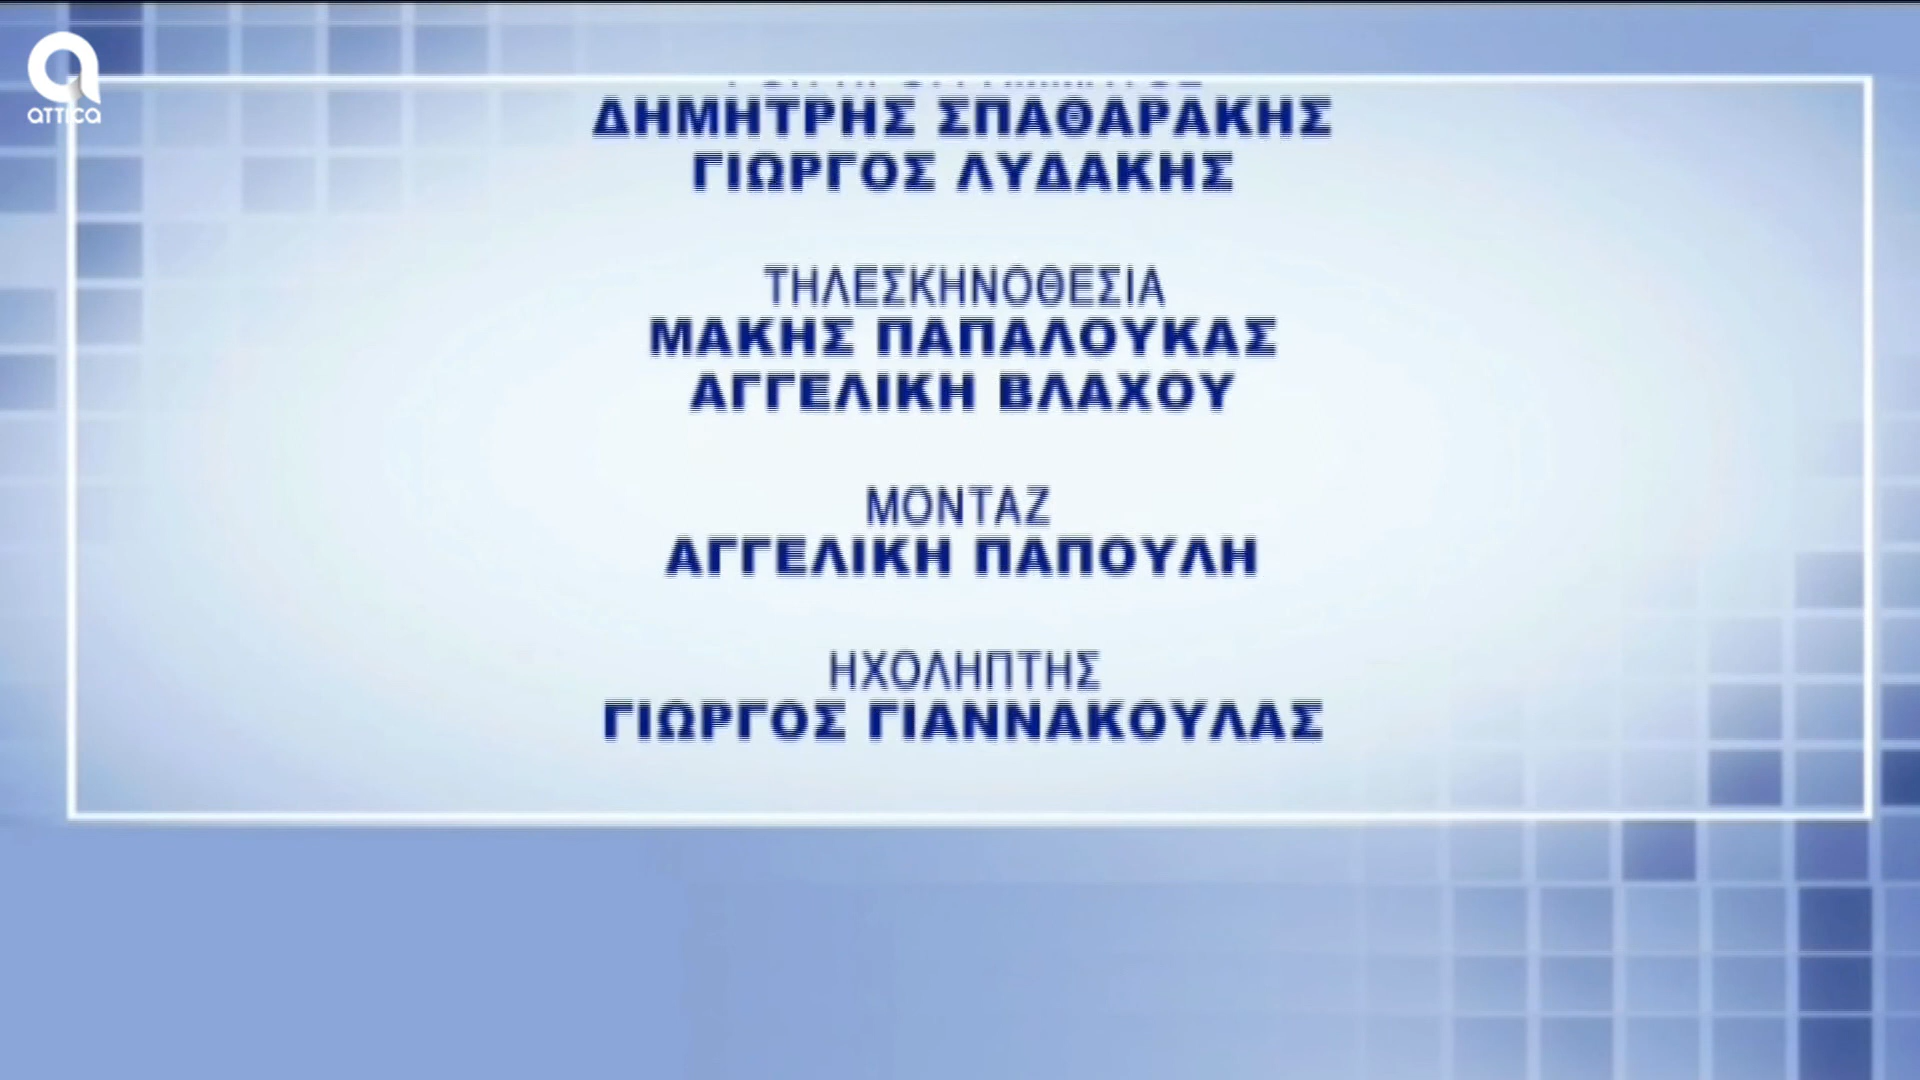 attica
ΔΗΜΗΤΡΗΣ ΣΠΑΘΑΡΑΚΗΣ
ΓΙΩΡΓΟΣ ΛΥΔΑΚΗΣ
ΤΗΛΕΣΚΗΝΟΘΕΣΙΑ
ΜΑΚΗΣ ΠΑΠΑΛΟΥΚΑΣ
ΑΓΓΕΛΙΚΗ ΒΛΑΧΟΥ
ΜΟΝΤΑΖ
ΑΓΓΕΛΙΚΗ ΠΑΠΟΥΛΗ
ΗΧΟΛΗΠΤΗΣ
ΓΙΩΡΓΟΣ ΓΙΑΝΝΑΚΟΥΛΑΣ